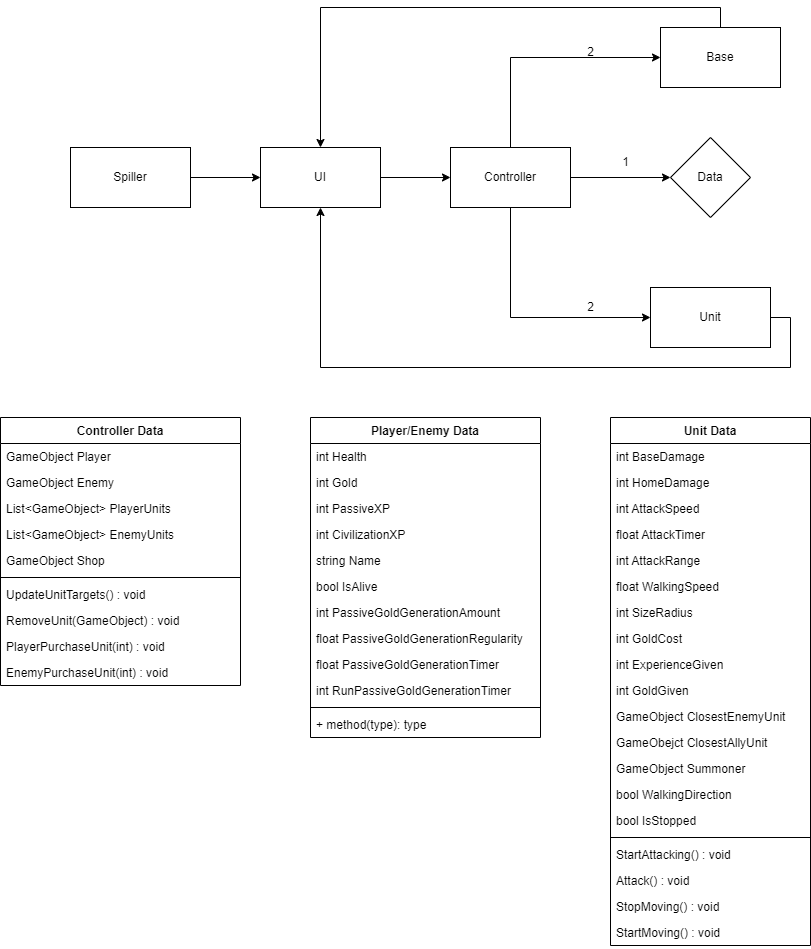 2
Base
Spiller
UI
Controller
1
Data
2
Unit
Controller Data
GameObject Player
GameObject Enemy
List<GameObject> PlayerUnits
List<GameObject> EnemyUnits
GameObject Shop
UpdateUnitTargets() : void
RemoveUnit(GameObject) : void
PlayerPurchaseUnit(int) : void
EnemyPurchaseUnit(int) : void
Player/Enemy Data
int Health
int Gold
int PassiveXP
int CivilizationXP
string Name
bool IsAlive
int PassiveGoldGenerationAmount
float PassiveGoldGenerationRegularity
float PassiveGoldGenerationTimer
int RunPassiveGoldGenerationTimer
+ method(type): type
Unit Data
int BaseDamage
int HomeDamage
int AttackSpeed
float AttackTimer
int AttackRange
float WalkingSpeed
int SizeRadius
int GoldCost
int ExperienceGiven
int GoldGiven
GameObject ClosestEnemyUnit
GameObejct ClosestAllyUnit
GameObject Summoner
bool WalkingDirection
bool IsStopped
StartAttacking() : void
Attack() : void
StopMoving() : void
StartMoving() : void